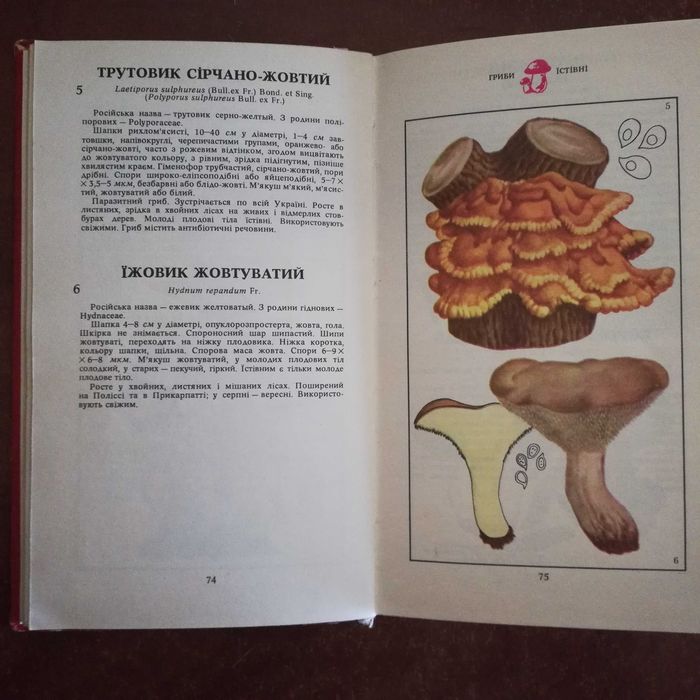 ТРУТОВИК СІРЧАНО-ЖОВТИЙ
5
Laetiporus sulphureus (Bull.ex Fr.) Bond. et Sing.
(Polyporus sulphureus Bull. ex Fr.)
Російська назва — трутовик серно-желтый. З родини полі-
порових — Polyporaceae.
Шапки рихлом'ясисті, 10—40 см у діаметрі, 1—4 см зав-
товшки, напівокруглі, черепичастими групами, оранжево- або
сірчано-жовті, часто з рожевим відтінком, згодом вицвітають
до жовтуватого кольору, з рівним, зрідка підігнутим, пізніше
хвилястим краєм. Гіменофор трубчастий, сірчано-жовтий, пори
дрібні. Спори широко-еліпсоподібні або яйцеподібні, 5—7 ×
× 3,5—5 мкм, безбарвні або блідо-жовті. М'якуш м'який, м'ясис-
тий, жовтуватий або білий.
Паразитний гриб. Зустрічається по всій Україні. Росте в
листяних, зрідка в хвойних лісах на живих і відмерлих стов-
бурах дерев. Молоді плодові тіла їстівні. Використовують
свіжими. Гриб містить антибіотичні речовини.
ЇЖОВИК ЖОВТУВАТИЙ
6
Hydnum repandum Fr.
Російська назва — ежевик желтоватый. З родини гіднових —
Hydnaceae.
Шапка 4—8 см у діаметрі, опуклорозпростерта, жовта, гола.
Шкірка не знімається. Спороносний шар шипастий. Шипи
жовтуваті, переходять на ніжку плодовика. Ніжка коротка,
кольору шапки, щільна. Спорова маса жовта. Спори 6—9 ×
× 6—8 мкм. М'якуш жовтуватий, у молодих плодових тіл
солодкий, у старих — пекучий, гіркий. Їстівним є тільки молоде
плодове тіло.
Росте у хвойних, листяних і мішаних лісах. Поширений
на Поліссі та в Прикарпатті; у серпні — вересні. Використо-
вують свіжим.
74
ГРИБИ ЇСТІВНІ
5
6
75